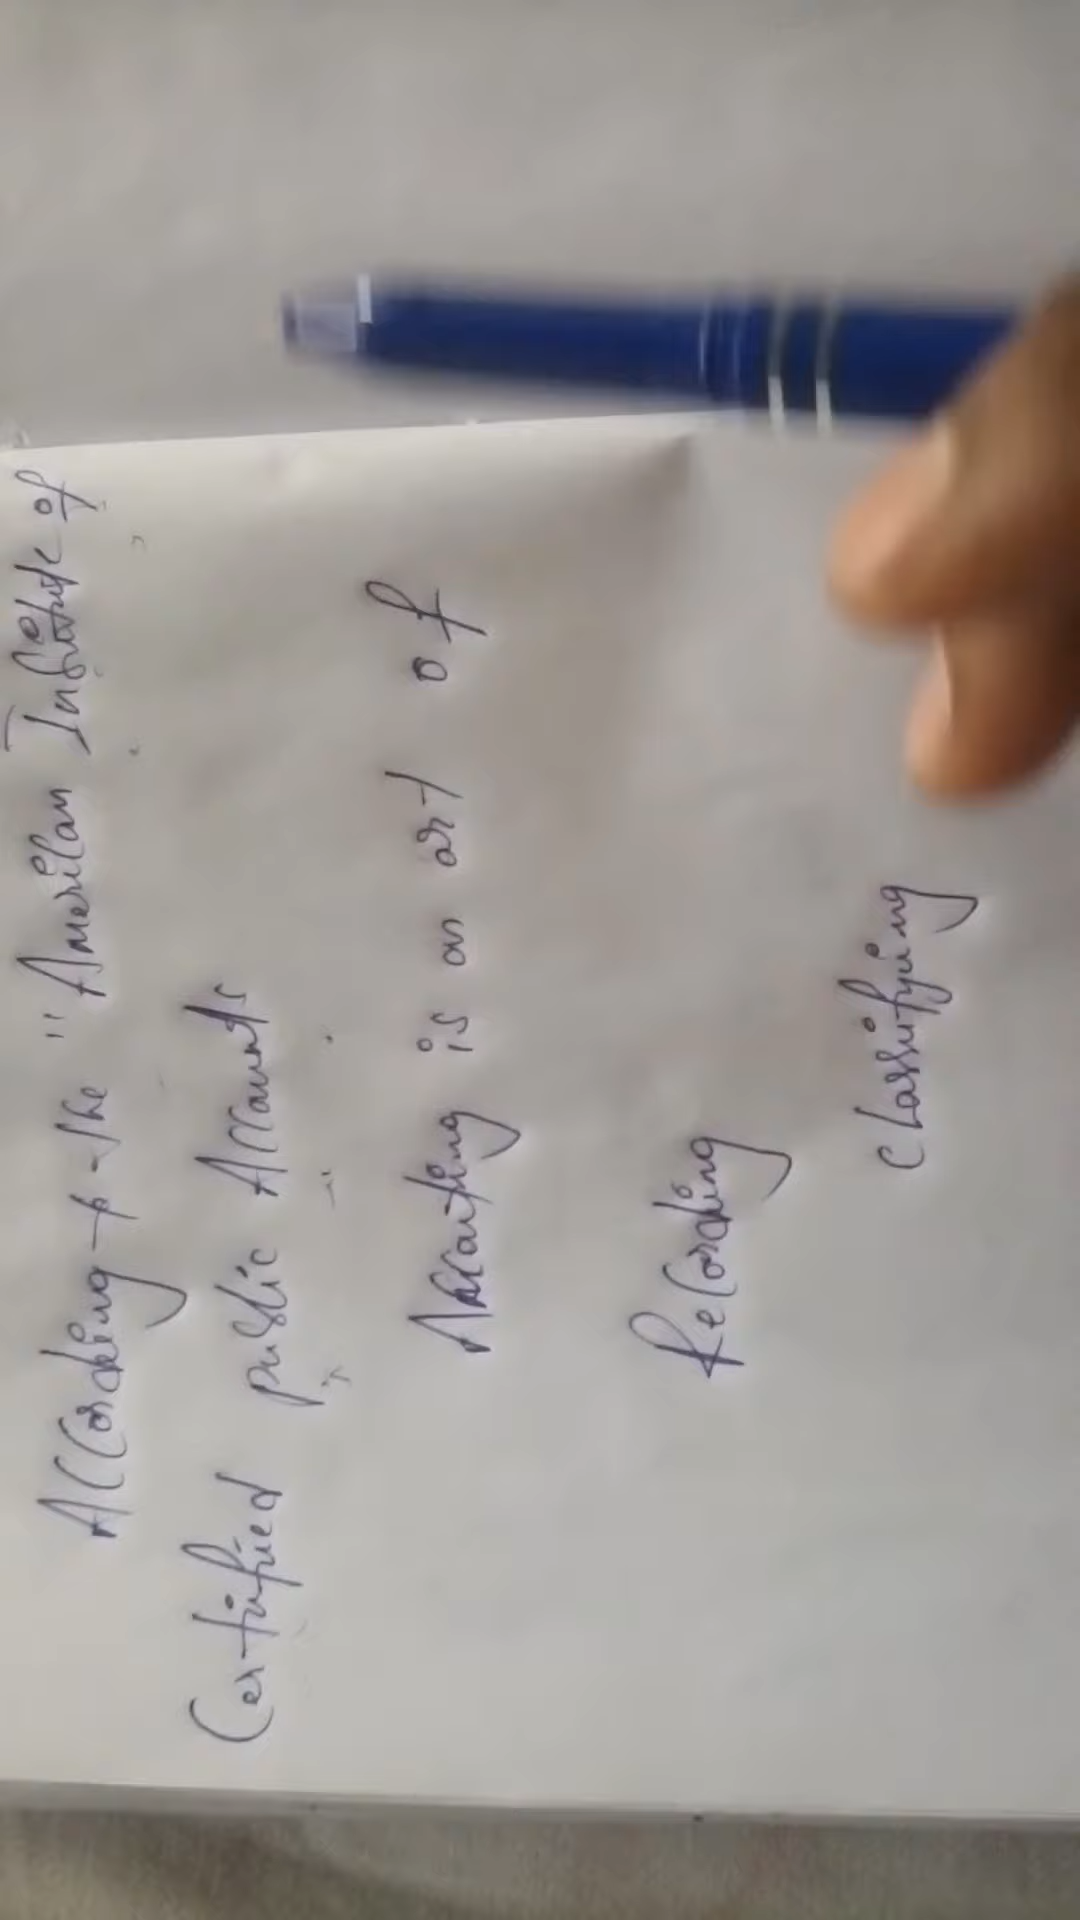 According to the "American Institute of
Certified public Accounts
Accounting is an art of
Recording
Classifying